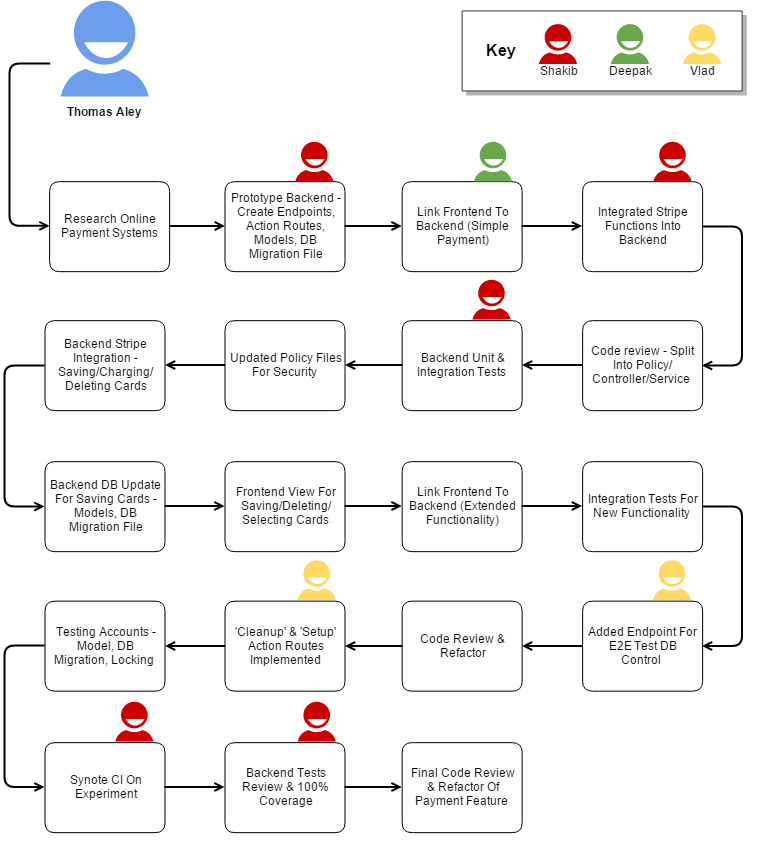 Key
Shakib
Deepak
Vlad
Thomas Aley
Research Online
Payment Systems
Prototype Backend -
Create Endpoints,
Action Routes,
Models, DB
Migration File
Link Frontend To
Backend (Simple
Payment)
Integrated Stripe
Functions Into
Backend
Backend Stripe
Integration -
Saving/Charging/
Deleting Cards
Updated Policy Files
For Security
Backend Unit &
Integration Tests
Code review - Split
Into Policy/
Controller/Service
Backend DB Update
For Saving Cards -
Models, DB
Migration File
Frontend View For
Saving/Deleting/
Selecting Cards
Link Frontend To
Backend (Extended
Functionality)
Integration Tests For
New Functionality
Testing Accounts -
Model, DB
Migration, Locking
'Cleanup' & 'Setup'
Action Routes
Implemented
Code Review &
Refactor
Added Endpoint For
E2E Test DB
Control
Synote CI On
Experiment
Backend Tests
Review & 100%
Coverage
Final Code Review
& Refactor Of
Payment Feature